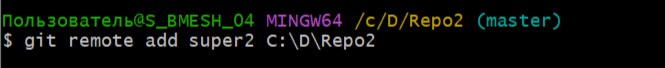 Пользователь@S_BMESH_04 MINGW64 /c/D/Repo2 (master)
$ git remote add super2 C:\D\Repo2